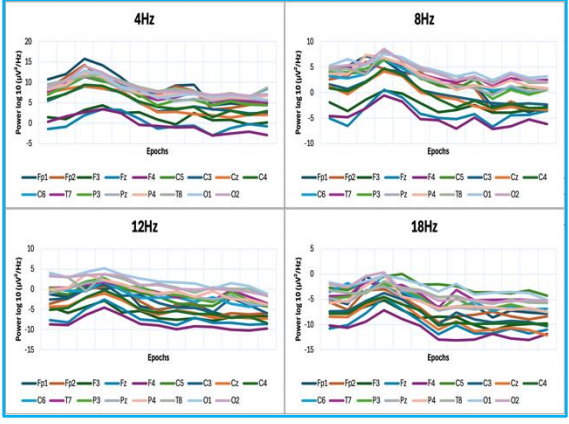 4Hz
20
15
10
5
0
-5
Power log 10 (µV²/Hz)
Epochs
Fp1 Fp2 F3 Fz F4 C5 C3 Cz C4
C6 T7 P3 Pz P4 T8 O1 O2
8Hz
10
5
0
-5
-10
Power log 10 (µV²/Hz)
Epochs
Fp1 Fp2 F3 Fz F4 C5 C3 Cz C4
C6 T7 P3 Pz P4 T8 O1 O2
12Hz
10
5
0
-5
-10
-15
Power log 10 (µV²/Hz)
Epochs
Fp1 Fp2 F3 Fz F4 C5 C3 Cz C4
C6 T7 P3 Pz P4 T8 O1 O2
18Hz
5
0
-5
-10
-15
Power log 10 (µV²/Hz)
Epochs
Fp1 Fp2 F3 Fz F4 C5 C3 Cz C4
C6 T7 P3 Pz P4 T8 O1 O2